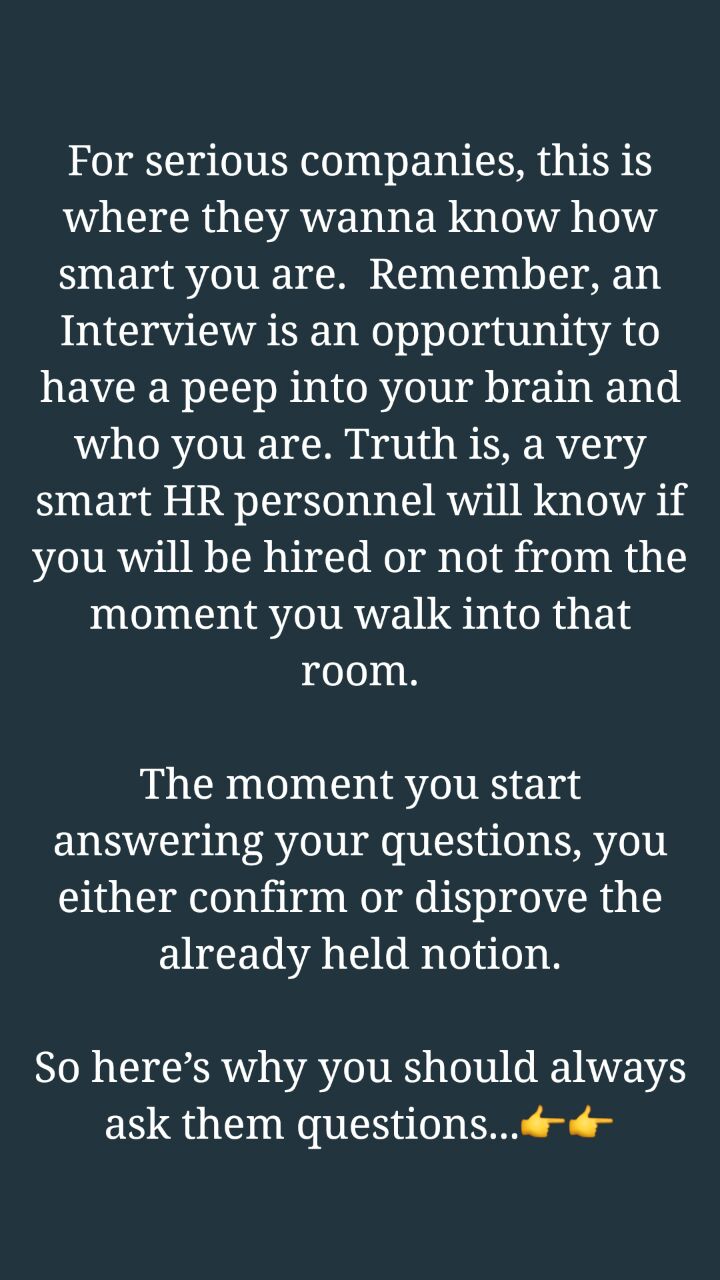 For serious companies, this is
where they wanna know how
smart you are.  Remember, an
Interview is an opportunity to
have a peep into your brain and
who you are. Truth is, a very
smart HR personnel will know if
you will be hired or not from the
moment you walk into that
room.
The moment you start
answering your questions, you
either confirm or disprove the
already held notion.
So here’s why you should always
ask them questions...👉👉